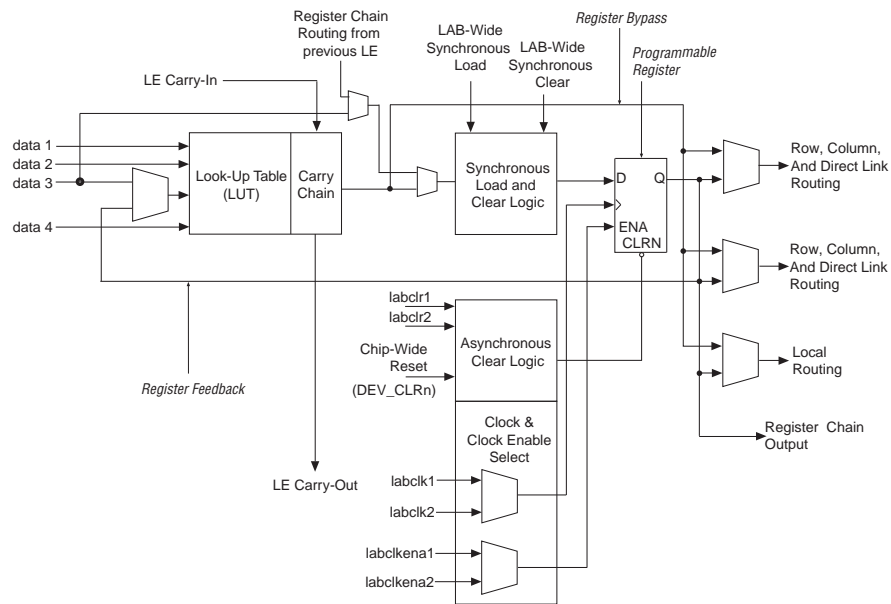 Register Chain
Routing from
previous LE
LAB-Wide
Synchronous
Load
LAB-Wide
Synchronous
Clear
Register Bypass
Programmable
Register
LE Carry-In
data 1
data 2
data 3
data 4
Look-Up Table
(LUT)
Carry
Chain
Synchronous
Load and
Clear Logic
D
Q
ENA
CLRN
Row, Column,
And Direct Link
Routing
Row, Column,
And Direct Link
Routing
Local
Routing
Register Chain
Output
labclr1
labclr2
Chip-Wide
Reset
(DEV_CLRn)
Asynchronous
Clear Logic
Register Feedback
Clock &
Clock Enable
Select
LE Carry-Out
labclk1
labclk2
labclkena1
labclkena2